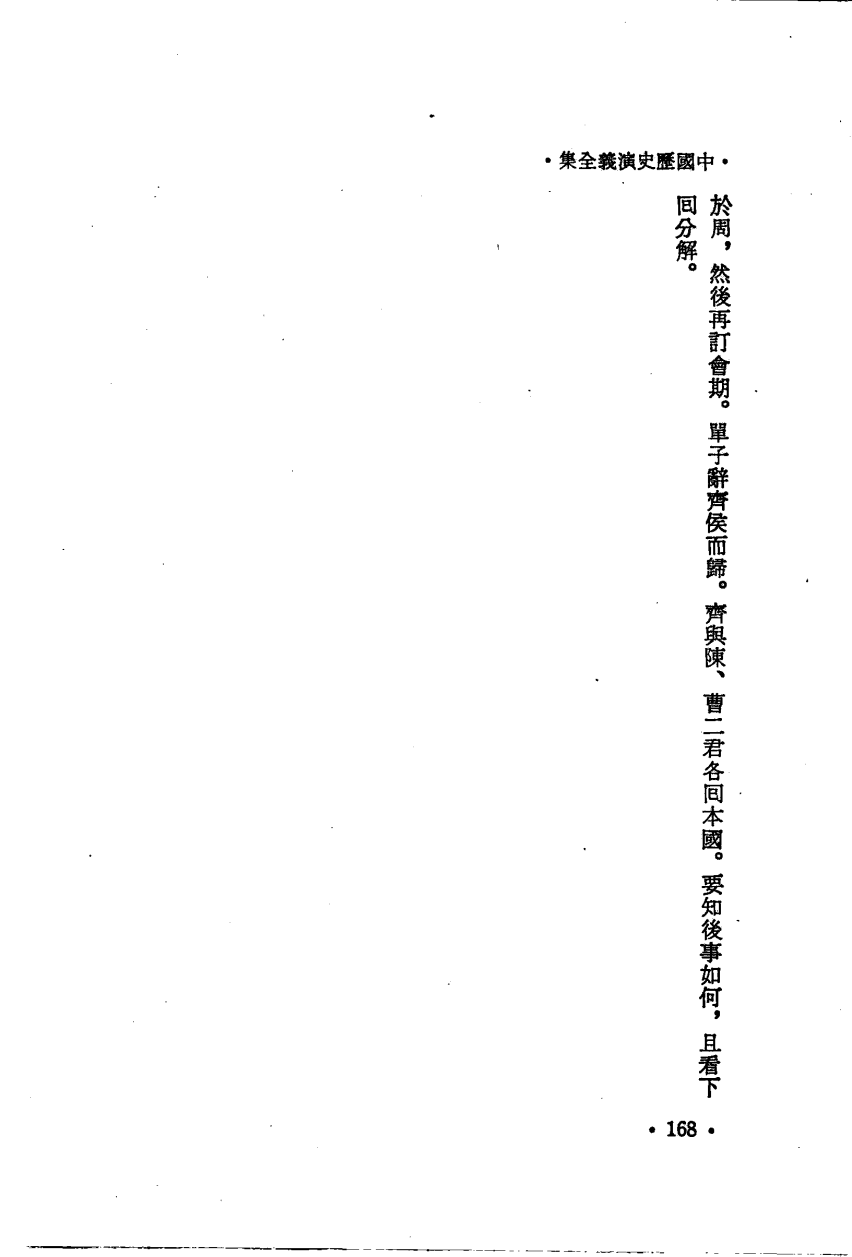 •中國歷史演義全集•
於周，然後再訂會期。單子辭齊侯而歸。齊與陳、曹二君各囘本國。要知後事如何，且看下
囘分解。
• 168 •